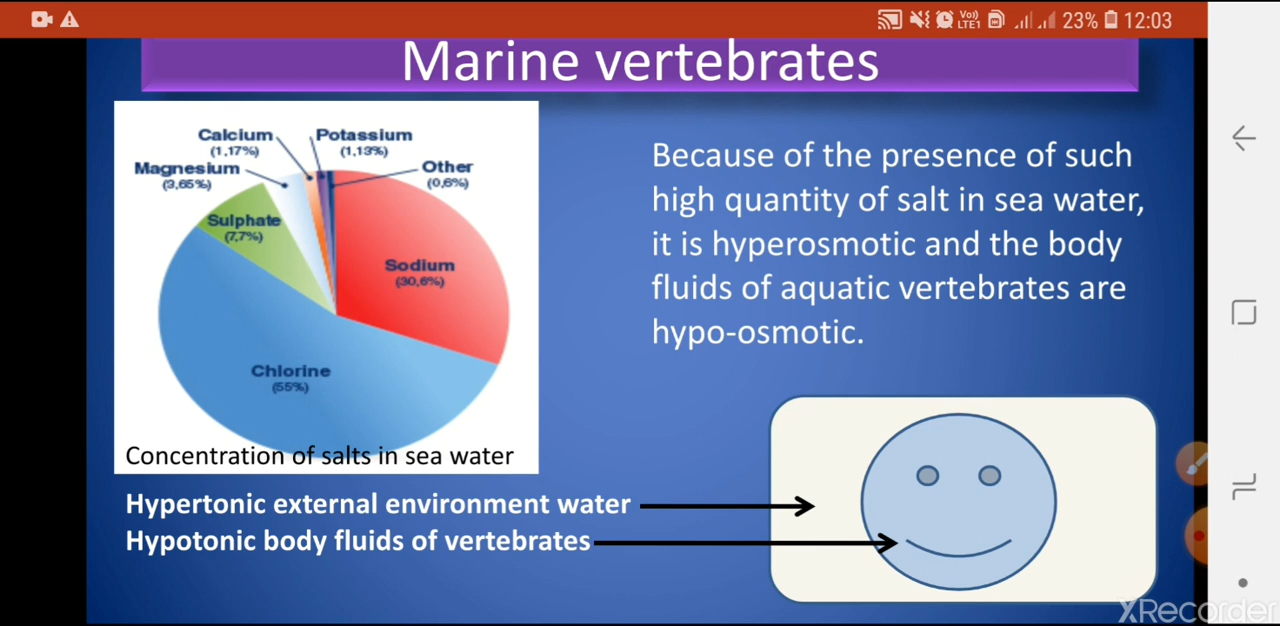 Vo))
LTE1
23%
12:03
Marine vertebrates
Calcium
(1,17%)
Potassium
(1,13%)
Magnesium
(3,65%)
Other
(0,6%)
Sulphate
(7,7%)
Sodium
(30,6%)
Chlorine
(55%)
Concentration of salts in sea water
Because of the presence of such
high quantity of salt in sea water,
it is hyperosmotic and the body
fluids of aquatic vertebrates are
hypo-osmotic.
Hypertonic external environment water
Hypotonic body fluids of vertebrates
XRecorder